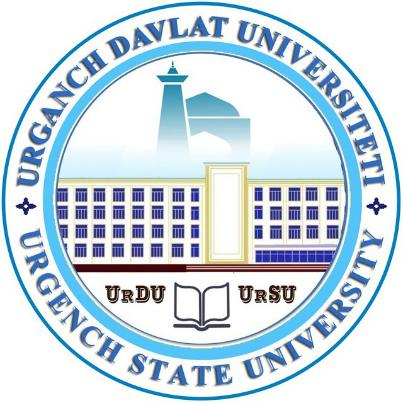 URGANCH DAVLAT UNIVERSITETI
UrDU UrSU
URGENCH STATE UNIVERSITY